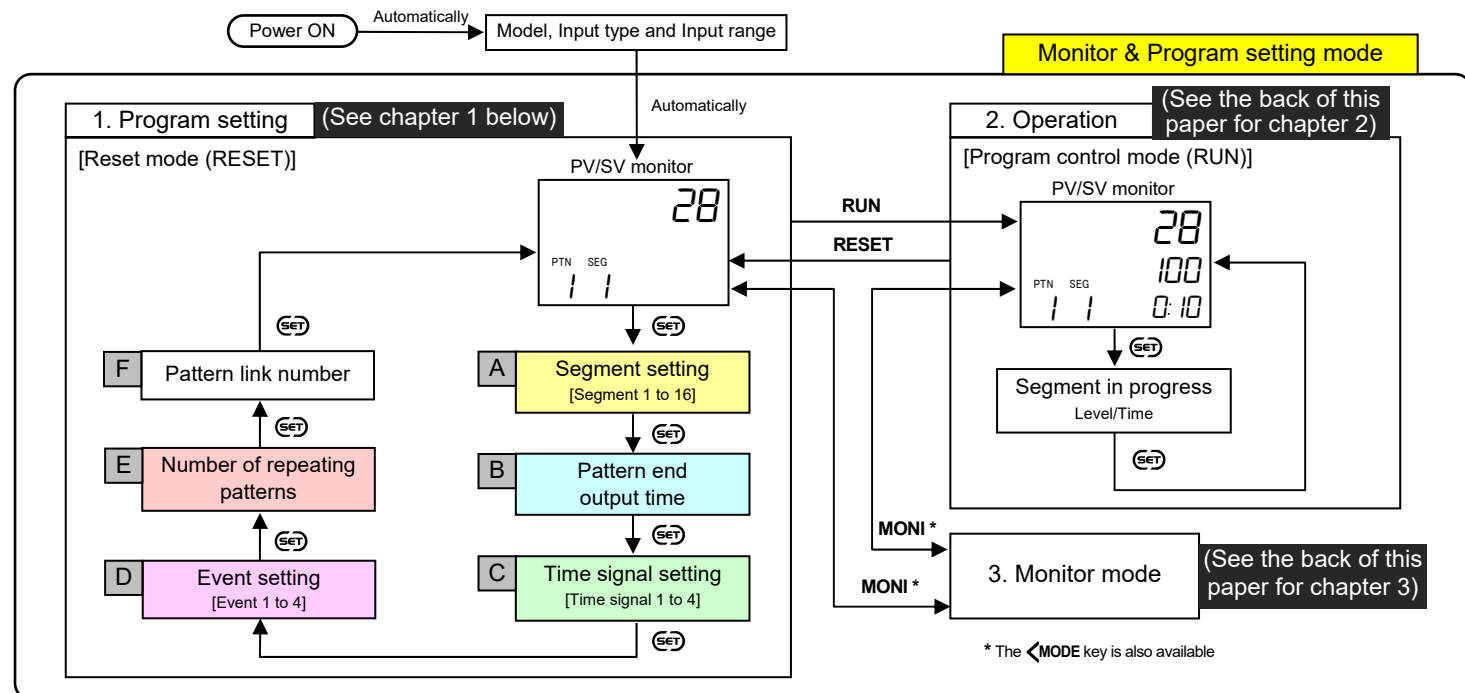 Power ON
Automatically
Model, Input type and Input range
Automatically
Monitor & Program setting mode
1. Program setting
(See chapter 1 below)
[Reset mode (RESET)]
PV/SV monitor
28
PTN SEG
1 1
SET
A
Segment setting
[Segment 1 to 16]
SET
B
Pattern end
output time
SET
C
Time signal setting
[Time signal 1 to 4]
SET
D
Event setting
[Event 1 to 4]
SET
E
Number of repeating
patterns
SET
F
Pattern link number
SET
RUN
RESET
2. Operation
(See the back of this
paper for chapter 2)
[Program control mode (RUN)]
PV/SV monitor
28
100
PTN SEG
1 1 0:10
SET
Segment in progress
Level/Time
SET
MONI *
MONI *
3. Monitor mode
(See the back of this
paper for chapter 3)
* The <MODE key is also available